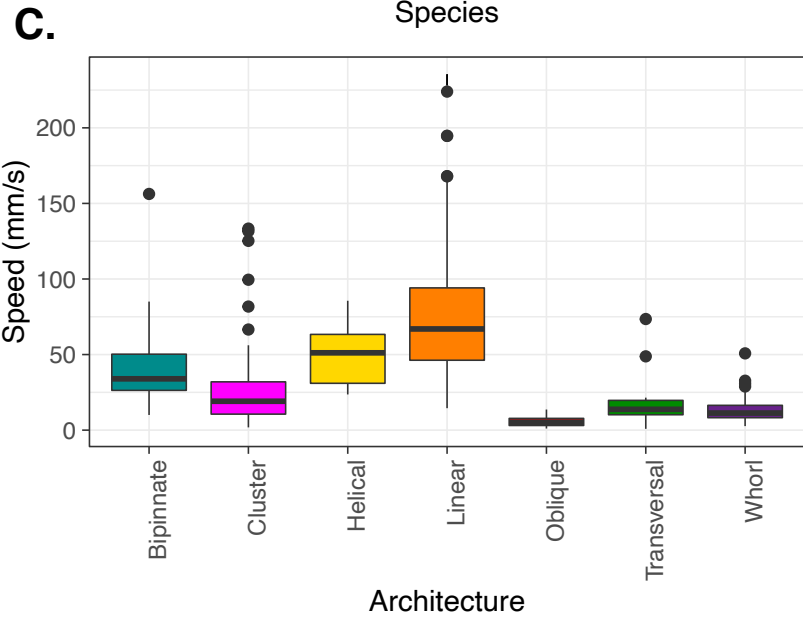 Species
C.
Speed (mm/s)
200
150
100
50
0
Bipinnate
Cluster
Helical
Linear
Oblique
Transversal
Whorl
Architecture